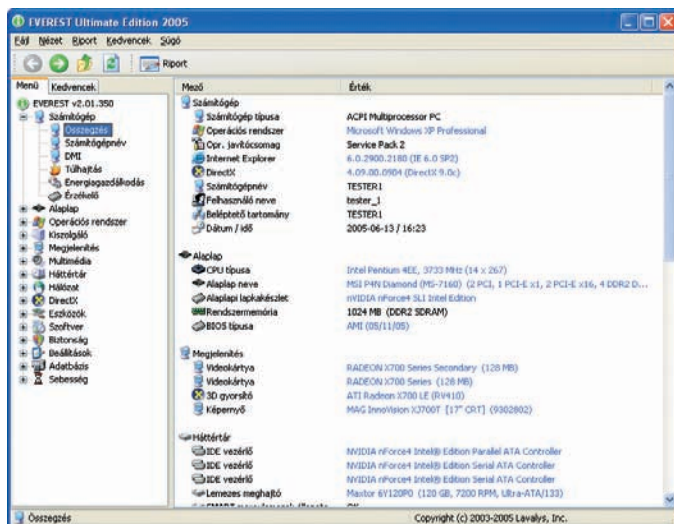 EVEREST Ultimate Edition 2005
Fájl Nézet Riport Kedvencek Súgó
Riport
Menü Kedvencek
EVEREST v2.01.350
Számítógép
Összegzés
Számítógépnév
DMI
Túlhajtás
Energiagazdálkodás
Érzékelő
Alaplap
Operációs rendszer
Kiszolgáló
Megjelenítés
Multimédia
Háttértár
Hálózat
DirectX
Eszközök
Szoftver
Biztonság
Beállítások
Adatbázis
Sebesség
Mező Érték
Számítógép
Számítógép típusa ACPI Multiprocessor PC
Operációs rendszer Microsoft Windows XP Professional
Opr. javítócsomag Service Pack 2
Internet Explorer 6.0.2900.2180 (IE 6.0 SP2)
DirectX 4.09.00.0904 (DirectX 9.0c)
Számítógépnév TESTER1
Felhasználó neve tester_1
Beléptető tartomány TESTER1
Dátum / idő 2005-06-13 / 16:23
Alaplap
CPU típusa Intel Pentium 4EE, 3733 MHz (14 x 267)
Alaplap neve MSI P4N Diamond (MS-7160) (2 PCI, 1 PCI-E x1, 2 PCI-E x16, 4 DDR2 D...
Alaplapi lapkakészlet nVIDIA nForce4 SLI Intel Edition
Rendszermemória 1024 MB (DDR2 SDRAM)
BIOS típusa AMI (05/11/05)
Megjelenítés
Videokártya RADEON X700 Series Secondary (128 MB)
Videokártya RADEON X700 Series (128 MB)
3D gyorsító ATI Radeon X700 LE (RV410)
Képernyő MAG InnoVision XJ700T [17" CRT] (9302802)
Háttértár
IDE vezérlő NVIDIA nForce4 Intel® Edition Parallel ATA Controller
IDE vezérlő NVIDIA nForce4 Intel® Edition Serial ATA Controller
IDE vezérlő NVIDIA nForce4 Intel® Edition Serial ATA Controller
Lemezes meghajtó Maxtor 6Y120P0 (120 GB, 7200 RPM, Ultra-ATA/133)
Összegzés Copyright (c) 2003-2005 Lavalys, Inc.